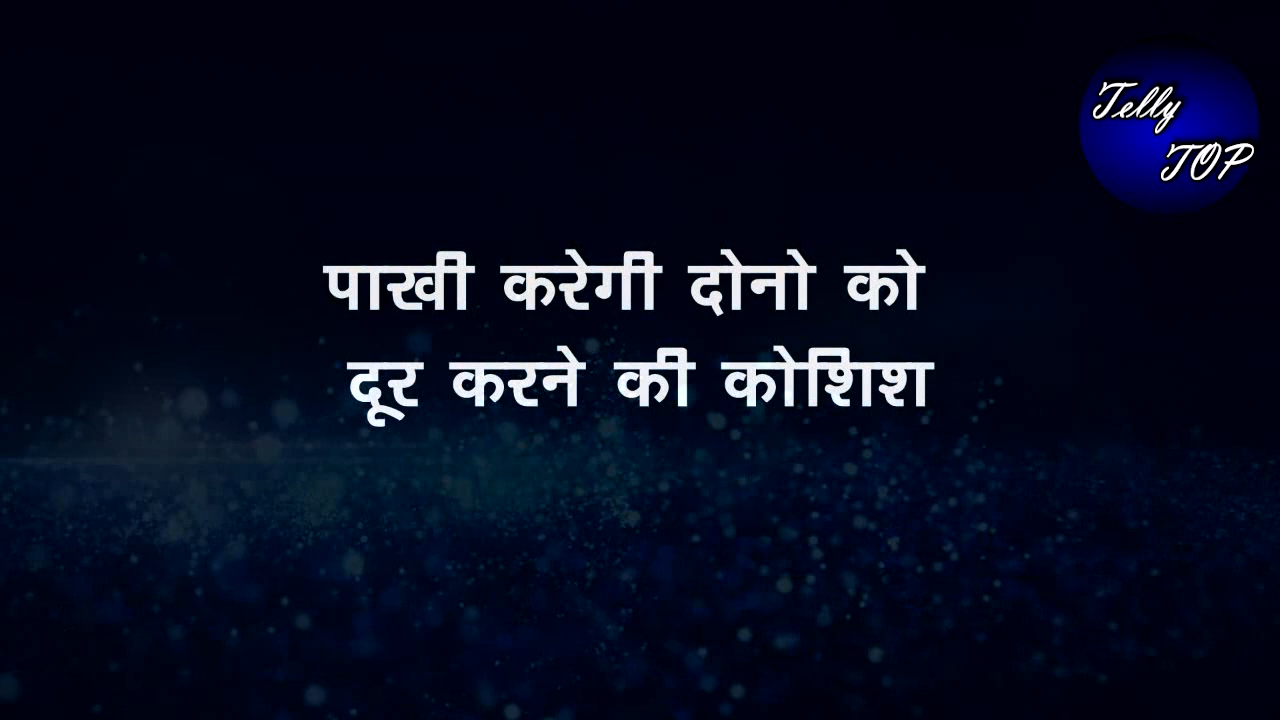 Telly
TOP
पाखी करेगी दोनो को
दूर करने की कोशिश